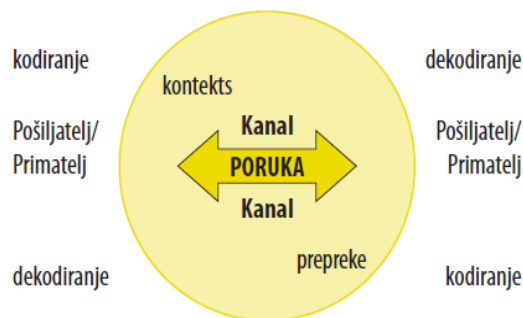 kodiranje
dekodiranje
kontekts
Pošiljatelj/
Primatelj
Kanal
PORUKA
Kanal
Pošiljatelj/
Primatelj
prepreke
dekodiranje
kodiranje